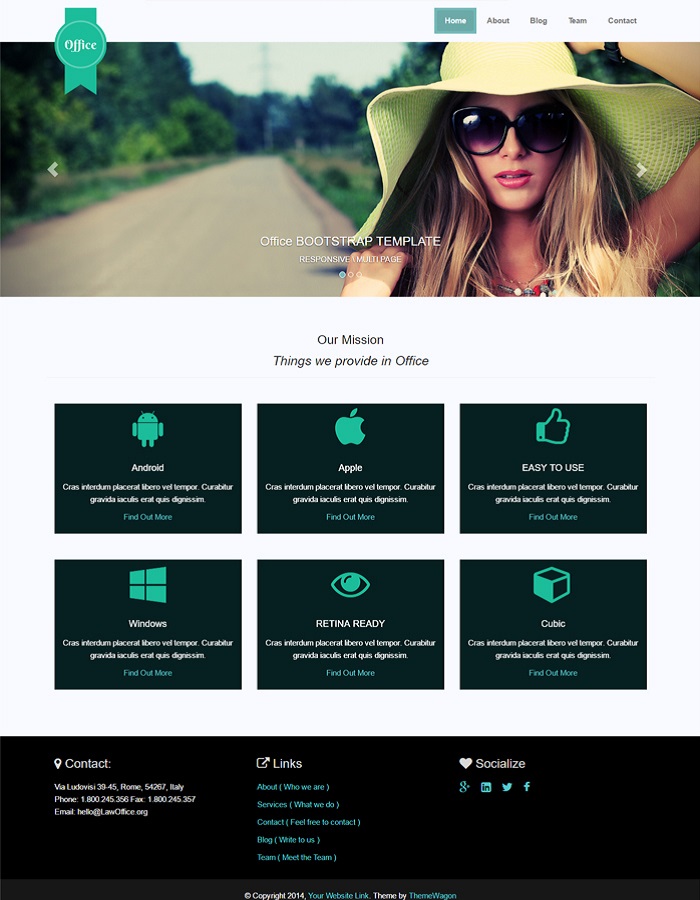 Office
Home About Blog Team Contact
Office BOOTSTRAP TEMPLATE
RESPONSIVE \ MULTI PAGE
Our Mission
Things we provide in Office
Android
Cras interdum placerat libero vel tempor. Curabitur
gravida iaculis erat quis dignissim.
Find Out More
Apple
Cras interdum placerat libero vel tempor. Curabitur
gravida iaculis erat quis dignissim.
Find Out More
EASY TO USE
Cras interdum placerat libero vel tempor. Curabitur
gravida iaculis erat quis dignissim.
Find Out More
Windows
Cras interdum placerat libero vel tempor. Curabitur
gravida iaculis erat quis dignissim.
Find Out More
RETINA READY
Cras interdum placerat libero vel tempor. Curabitur
gravida iaculis erat quis dignissim.
Find Out More
Cubic
Cras interdum placerat libero vel tempor. Curabitur
gravida iaculis erat quis dignissim.
Find Out More
Contact:
Via Ludovisi 39-45, Rome, 54267, Italy
Phone: 1.800.245.356 Fax: 1.800.245.357
Email: hello@LawOffice.org
Links
About ( Who we are )
Services ( What we do )
Contact ( Feel free to contact )
Blog ( Write to us )
Team ( Meet the Team )
Socialize
© Copyright 2014, Your Website Link. Theme by ThemeWagon